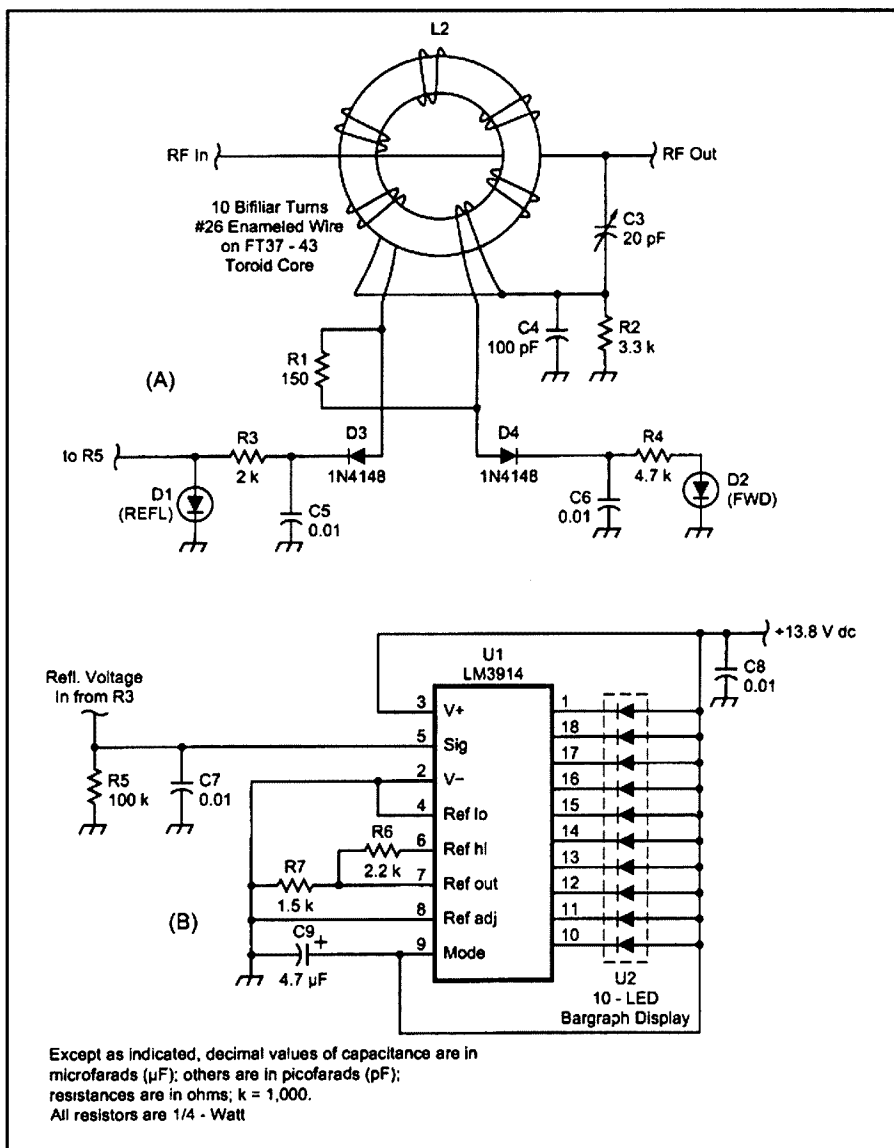 L2
RF In
RF Out
10 Bifiliar Turns
#26 Enameled Wire
on FT37 - 43
Toroid Core
C3
20 pF
C4
100 pF
R2
3.3 k
R1
150
(A)
to R5
R3
2 k
D3
1N4148
D4
1N4148
R4
4.7 k
D1
(REFL)
C5
0.01
C6
0.01
D2
(FWD)
+13.8 V dc
U1
LM3914
C8
0.01
Refl. Voltage
In from R3
3 V+ 1
5 Sig 18
17
2 V− 16
4 Ref lo 15
14
6 Ref hi 13
7 Ref out 12
8 Ref adj 11
9 Mode 10
R5
100 k
C7
0.01
R6
2.2 k
R7
1.5 k
(B)
C9
+
4.7 µF
U2
10 - LED
Bargraph Display
Except as indicated, decimal values of capacitance are in
microfarads (µF); others are in picofarads (pF);
resistances are in ohms; k = 1,000.
All resistors are 1/4 - Watt